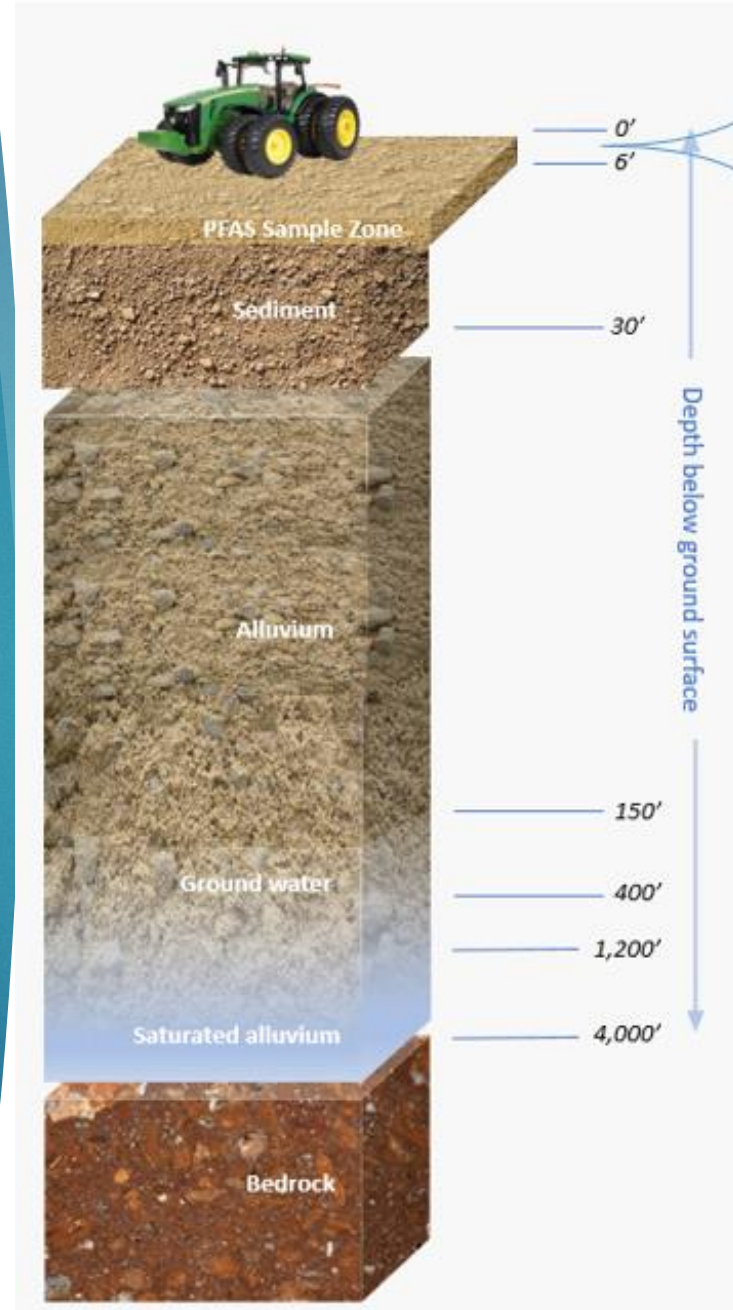 0’
6’
PFAS Sample Zone
Sediment
30’
Depth below ground surface
Alluvium
150’
Ground water
400’
1,200’
Saturated alluvium
4,000’
Bedrock